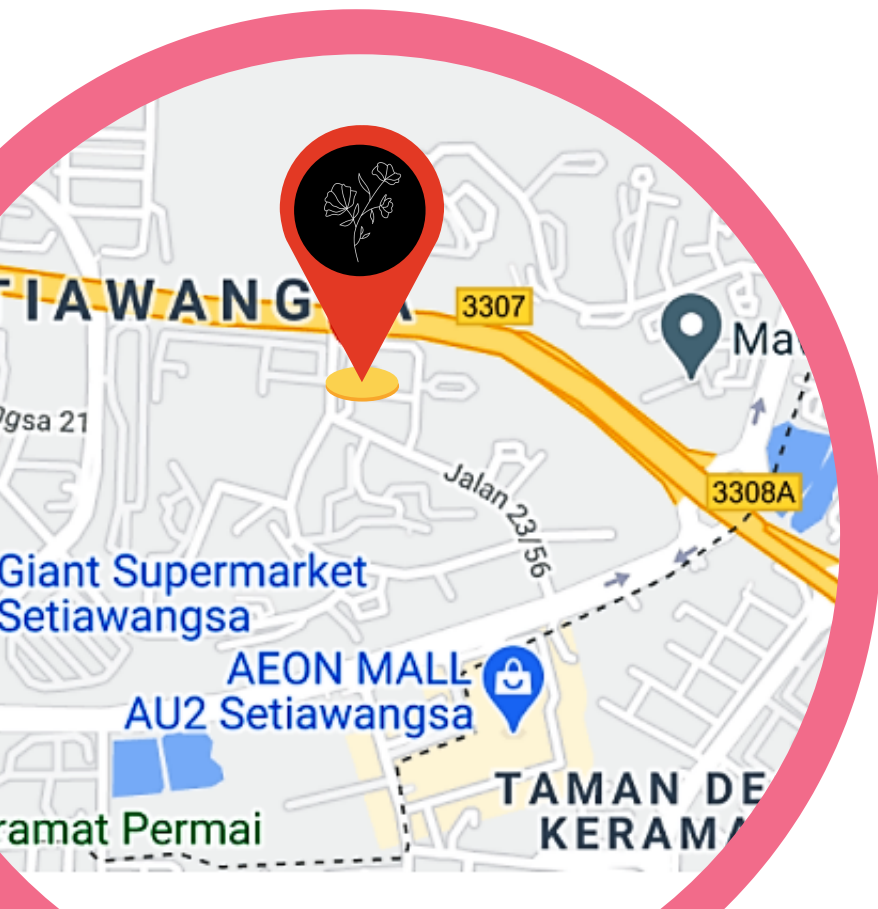 3307
TIAWANG
Ma
gsa 21
Jalan 23/56
3308A
Giant Supermarket
Setiawangsa
AEON MALL
AU2 Setiawangsa
TAMAN DE
KERAMA
ramat Permai